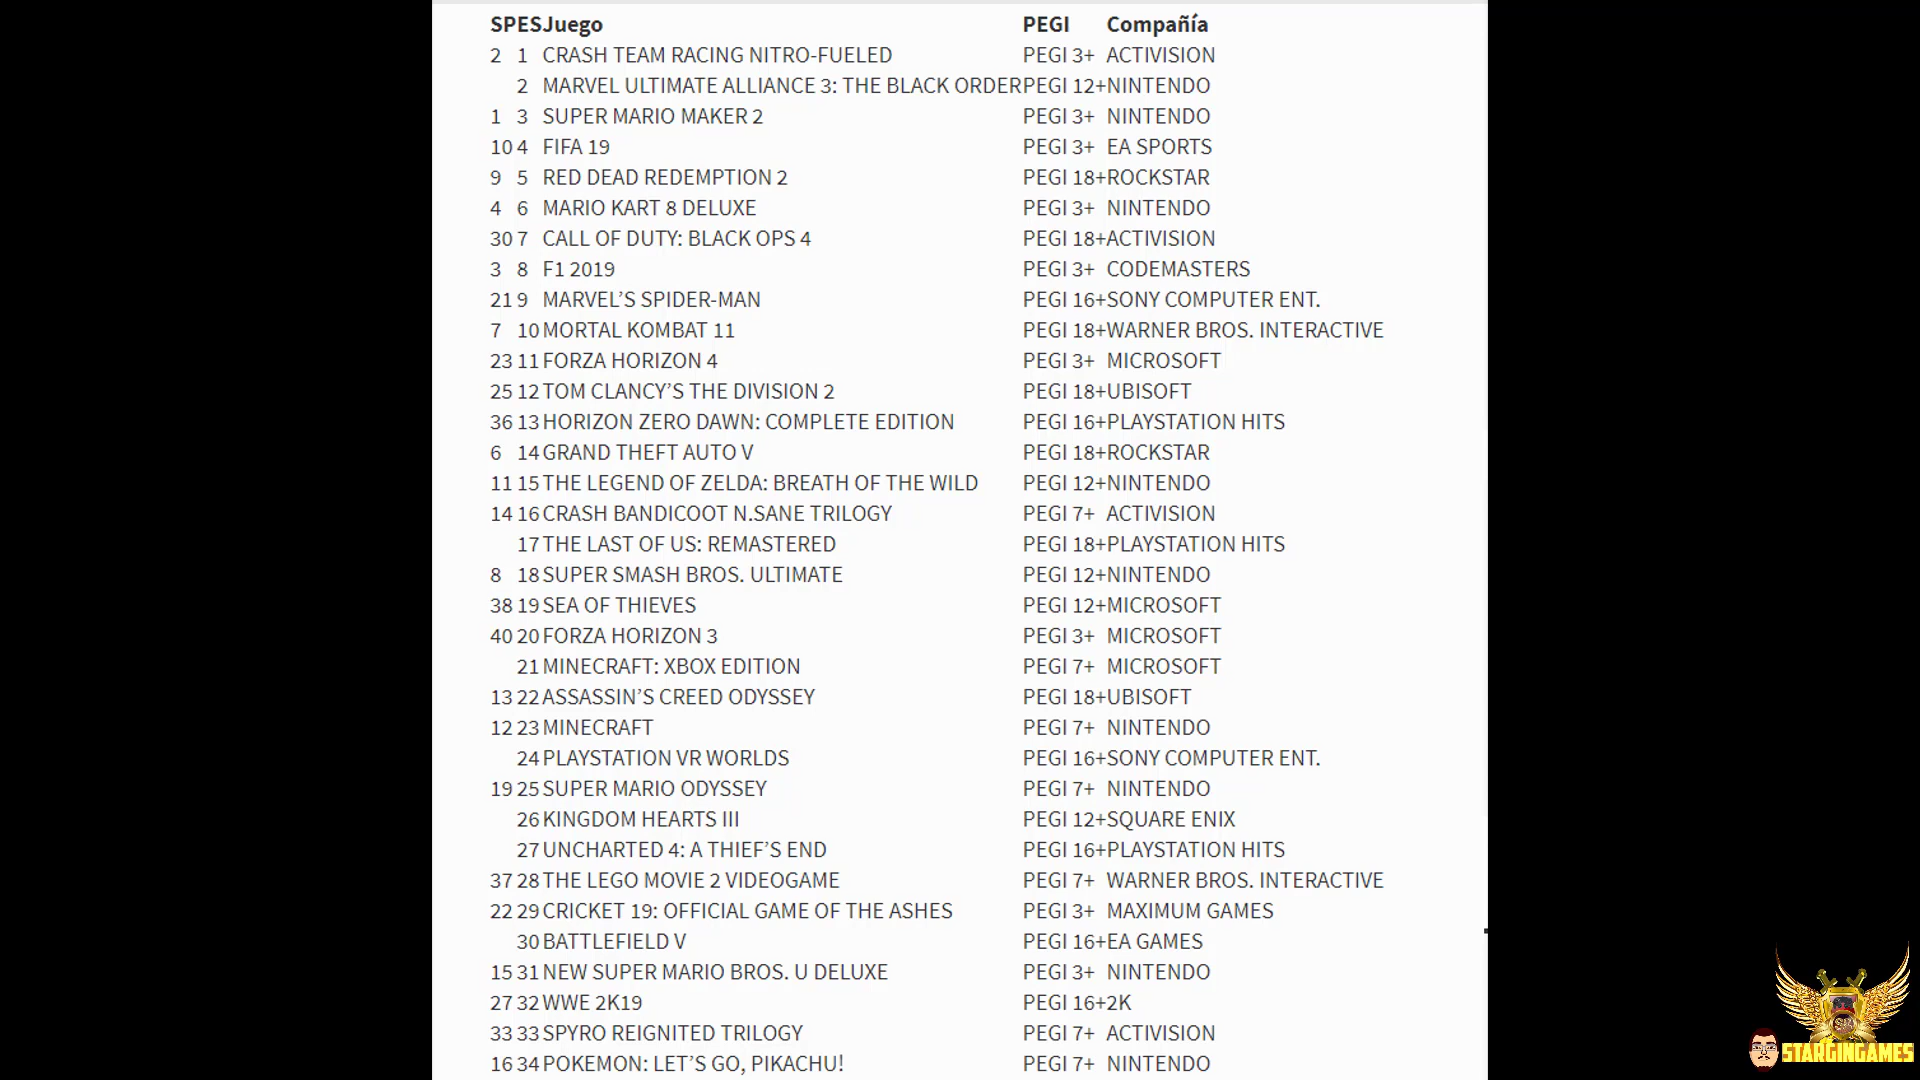 SPESJuego PEGI Compañía
2 1 CRASH TEAM RACING NITRO-FUELED PEGI 3+ ACTIVISION
2 MARVEL ULTIMATE ALLIANCE 3: THE BLACK ORDERPEGI 12+NINTENDO
1 3 SUPER MARIO MAKER 2 PEGI 3+ NINTENDO
10 4 FIFA 19 PEGI 3+ EA SPORTS
9 5 RED DEAD REDEMPTION 2 PEGI 18+ROCKSTAR
4 6 MARIO KART 8 DELUXE PEGI 3+ NINTENDO
30 7 CALL OF DUTY: BLACK OPS 4 PEGI 18+ACTIVISION
3 8 F1 2019 PEGI 3+ CODEMASTERS
21 9 MARVEL’S SPIDER-MAN PEGI 16+SONY COMPUTER ENT.
7 10 MORTAL KOMBAT 11 PEGI 18+WARNER BROS. INTERACTIVE
23 11 FORZA HORIZON 4 PEGI 3+ MICROSOFT
25 12 TOM CLANCY’S THE DIVISION 2 PEGI 18+UBISOFT
36 13 HORIZON ZERO DAWN: COMPLETE EDITION PEGI 16+PLAYSTATION HITS
6 14 GRAND THEFT AUTO V PEGI 18+ROCKSTAR
11 15 THE LEGEND OF ZELDA: BREATH OF THE WILD PEGI 12+NINTENDO
14 16 CRASH BANDICOOT N.SANE TRILOGY PEGI 7+ ACTIVISION
17 THE LAST OF US: REMASTERED PEGI 18+PLAYSTATION HITS
8 18 SUPER SMASH BROS. ULTIMATE PEGI 12+NINTENDO
38 19 SEA OF THIEVES PEGI 12+MICROSOFT
40 20 FORZA HORIZON 3 PEGI 3+ MICROSOFT
21 MINECRAFT: XBOX EDITION PEGI 7+ MICROSOFT
13 22 ASSASSIN’S CREED ODYSSEY PEGI 18+UBISOFT
12 23 MINECRAFT PEGI 7+ NINTENDO
24 PLAYSTATION VR WORLDS PEGI 16+SONY COMPUTER ENT.
19 25 SUPER MARIO ODYSSEY PEGI 7+ NINTENDO
26 KINGDOM HEARTS III PEGI 12+SQUARE ENIX
27 UNCHARTED 4: A THIEF’S END PEGI 16+PLAYSTATION HITS
37 28 THE LEGO MOVIE 2 VIDEOGAME PEGI 7+ WARNER BROS. INTERACTIVE
22 29 CRICKET 19: OFFICIAL GAME OF THE ASHES PEGI 3+ MAXIMUM GAMES
30 BATTLEFIELD V PEGI 16+EA GAMES
15 31 NEW SUPER MARIO BROS. U DELUXE PEGI 3+ NINTENDO
27 32 WWE 2K19 PEGI 16+2K
33 33 SPYRO REIGNITED TRILOGY PEGI 7+ ACTIVISION
16 34 POKEMON: LET’S GO, PIKACHU! PEGI 7+ NINTENDO
STARGINGAMES